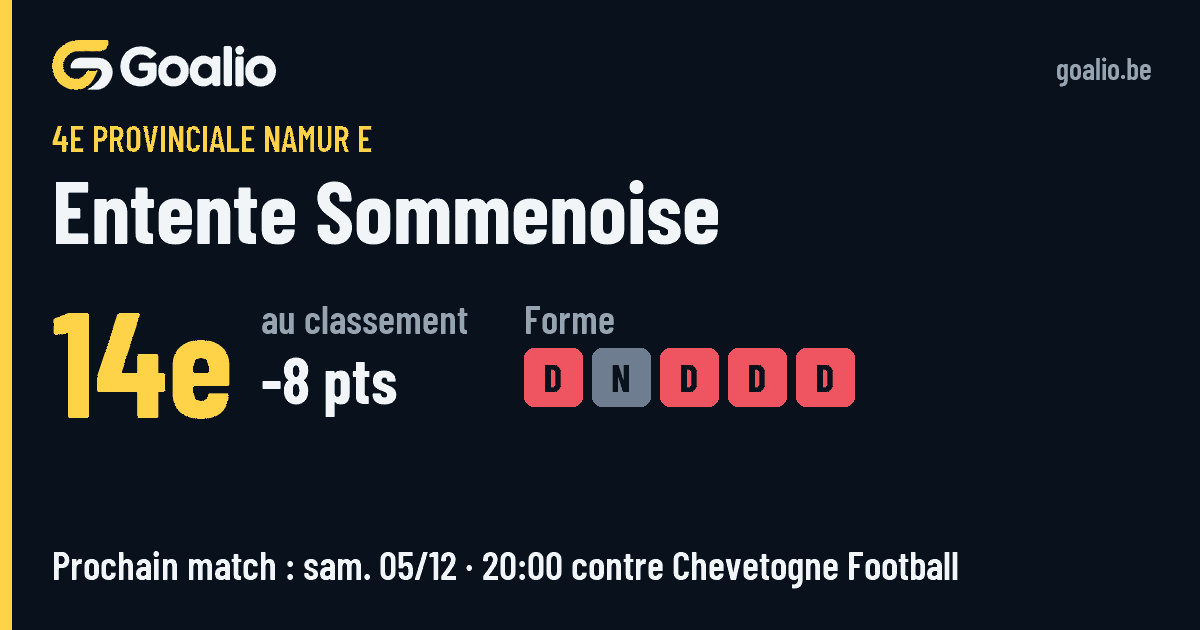 Goalio
goalio.be
4E PROVINCIALE NAMUR E
Entente Sommenoise
14e
au classement
-8 pts
Forme
D N D D D
Prochain match : sam. 05/12 · 20:00 contre Chevetogne Football